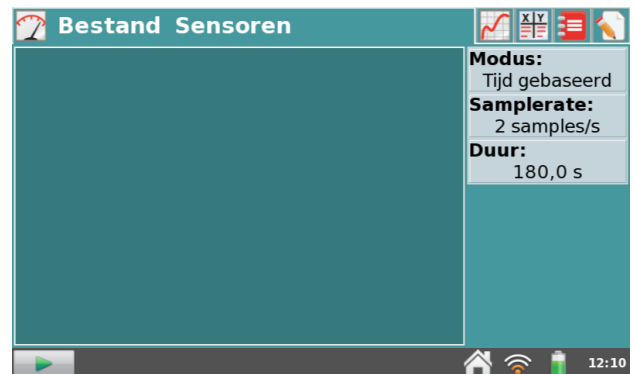 Bestand Sensoren
X Y
Modus:
Tijd gebaseerd
Samplerate:
2 samples/s
Duur:
180,0 s
12:10